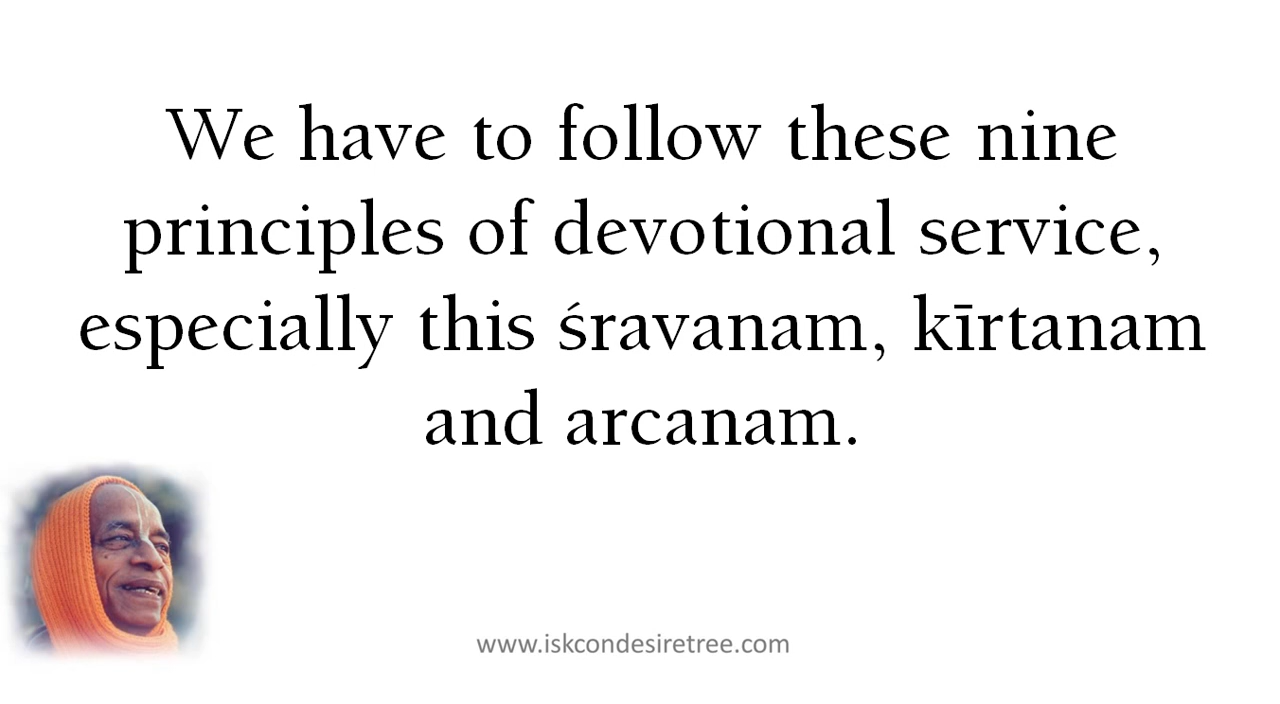 We have to follow these nine
principles of devotional service,
especially this śravanam, kīrtanam
and arcanam.
www.iskcondesiretree.com